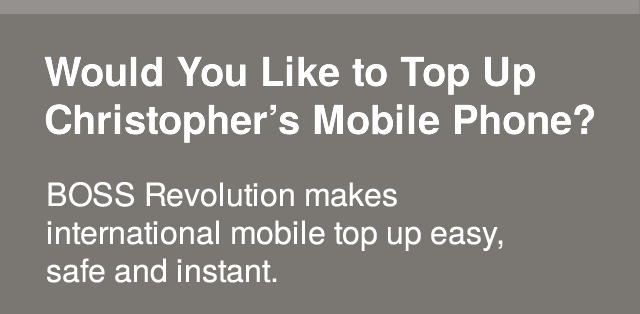 Would You Like to Top Up
Christopher’s Mobile Phone?
BOSS Revolution makes
international mobile top up easy,
safe and instant.